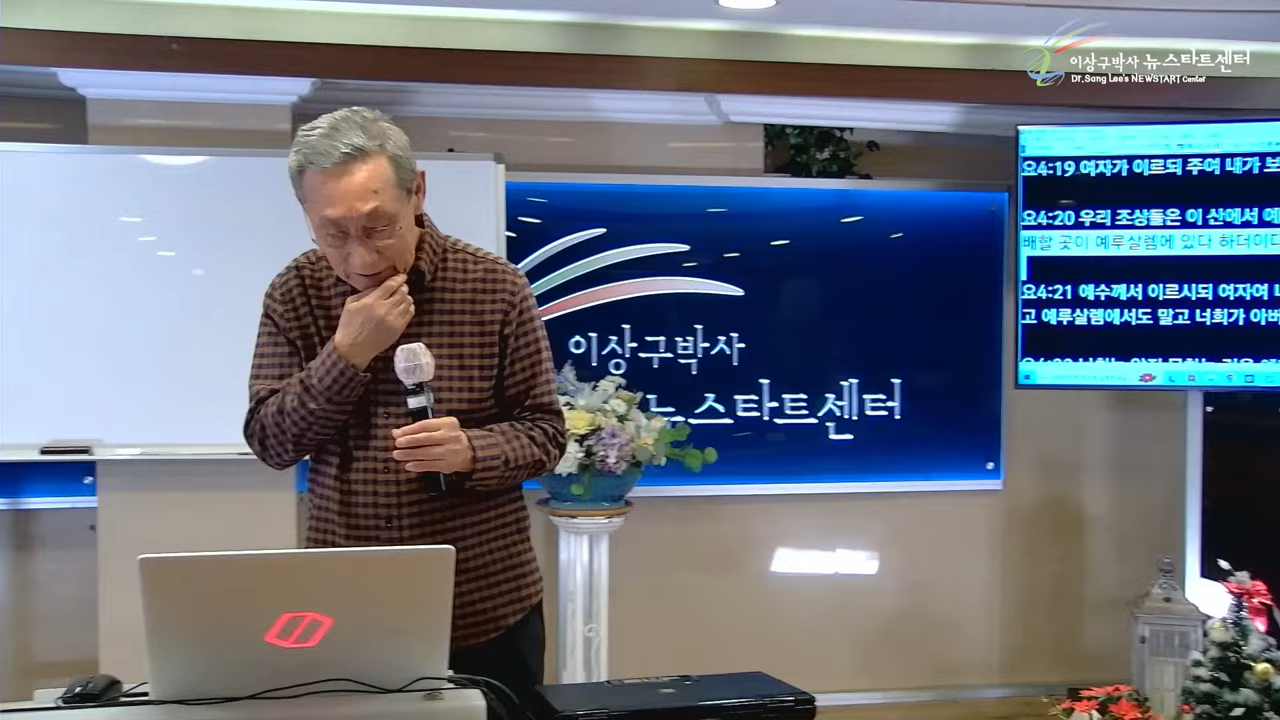 이상구박사 뉴스타트센터
Dr.Sang Lee's NEWSTART Center
요4:19 여자가 이르되 주여 내가 보
요4:20 우리 조상들은 이 산에서 예
배할 곳이 예루살렘에 있다 하더이다
요4:21 예수께서 이르시되 여자여
고 예루살렘에서도 말고 너희가 아버
이상구박사
뉴스타트센터